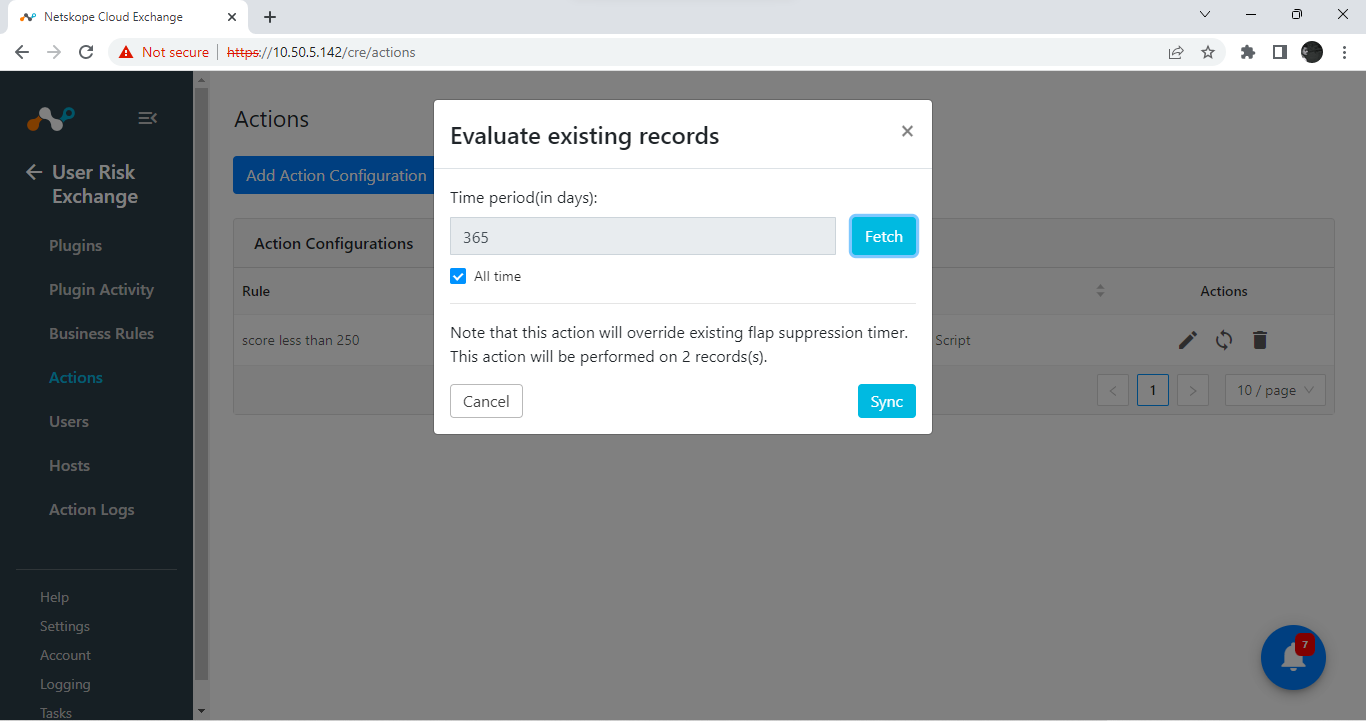 Netskope Cloud Exchange
Not secure
https://10.50.5.142/cre/actions
User Risk
Exchange
Plugins
Plugin Activity
Business Rules
Actions
Users
Hosts
Action Logs
Help
Settings
Account
Logging
Tasks
Actions
Add Action Configuration
Action Configurations
Rule
Actions
score less than 250
Script
1
10 / page
Evaluate existing records
Time period(in days):
365
Fetch
All time
Note that this action will override existing flap suppression timer.
This action will be performed on 2 records(s).
Cancel
Sync
7